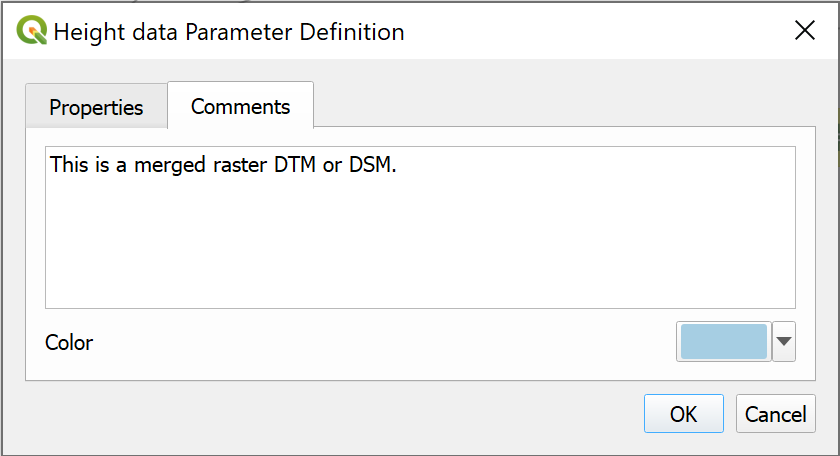 Height data Parameter Definition
Properties
Comments
This is a merged raster DTM or DSM.
Color
OK
Cancel